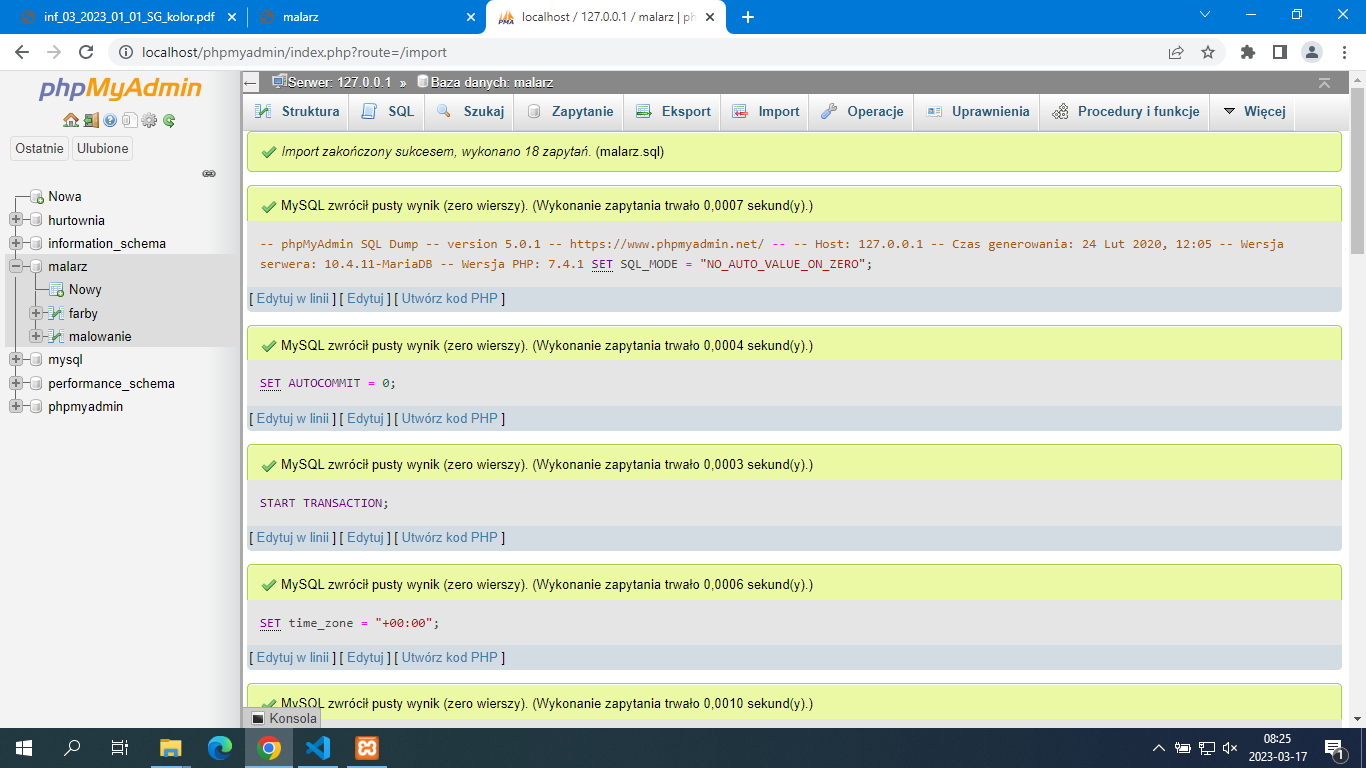 inf_03_2023_01_01_SG_kolor.pdf
malarz
localhost / 127.0.0.1 / malarz | ph
localhost/phpmyadmin/index.php?route=/import
phpMyAdmin
Ostatnie
Ulubione
Nowa
hurtownia
information_schema
malarz
Nowy
farby
malowanie
mysql
performance_schema
phpmyadmin
Serwer: 127.0.0.1 » Baza danych: malarz
Struktura SQL Szukaj Zapytanie Eksport Import Operacje Uprawnienia Procedury i funkcje Więcej
Import zakończony sukcesem, wykonano 18 zapytań. (malarz.sql)
MySQL zwrócił pusty wynik (zero wierszy). (Wykonanie zapytania trwało 0,0007 sekund(y).)
-- phpMyAdmin SQL Dump -- version 5.0.1 -- https://www.phpmyadmin.net/ -- -- Host: 127.0.0.1 -- Czas generowania: 24 Lut 2020, 12:05 -- Wersja
serwera: 10.4.11-MariaDB -- Wersja PHP: 7.4.1 SET SQL_MODE = "NO_AUTO_VALUE_ON_ZERO";
[ Edytuj w linii ] [ Edytuj ] [ Utwórz kod PHP ]
MySQL zwrócił pusty wynik (zero wierszy). (Wykonanie zapytania trwało 0,0004 sekund(y).)
SET AUTOCOMMIT = 0;
[ Edytuj w linii ] [ Edytuj ] [ Utwórz kod PHP ]
MySQL zwrócił pusty wynik (zero wierszy). (Wykonanie zapytania trwało 0,0003 sekund(y).)
START TRANSACTION;
[ Edytuj w linii ] [ Edytuj ] [ Utwórz kod PHP ]
MySQL zwrócił pusty wynik (zero wierszy). (Wykonanie zapytania trwało 0,0006 sekund(y).)
SET time_zone = "+00:00";
[ Edytuj w linii ] [ Edytuj ] [ Utwórz kod PHP ]
MySQL zwrócił pusty wynik (zero wierszy). (Wykonanie zapytania trwało 0,0010 sekund(y).)
Konsola
08:25
2023-03-17
1